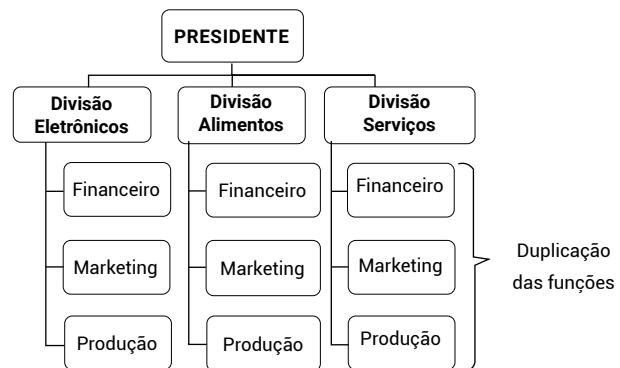 PRESIDENTE
Divisão
Eletrônicos
Divisão
Alimentos
Divisão
Serviços
Financeiro
Financeiro
Financeiro
Marketing
Marketing
Marketing
Produção
Produção
Produção
Duplicação
das funções